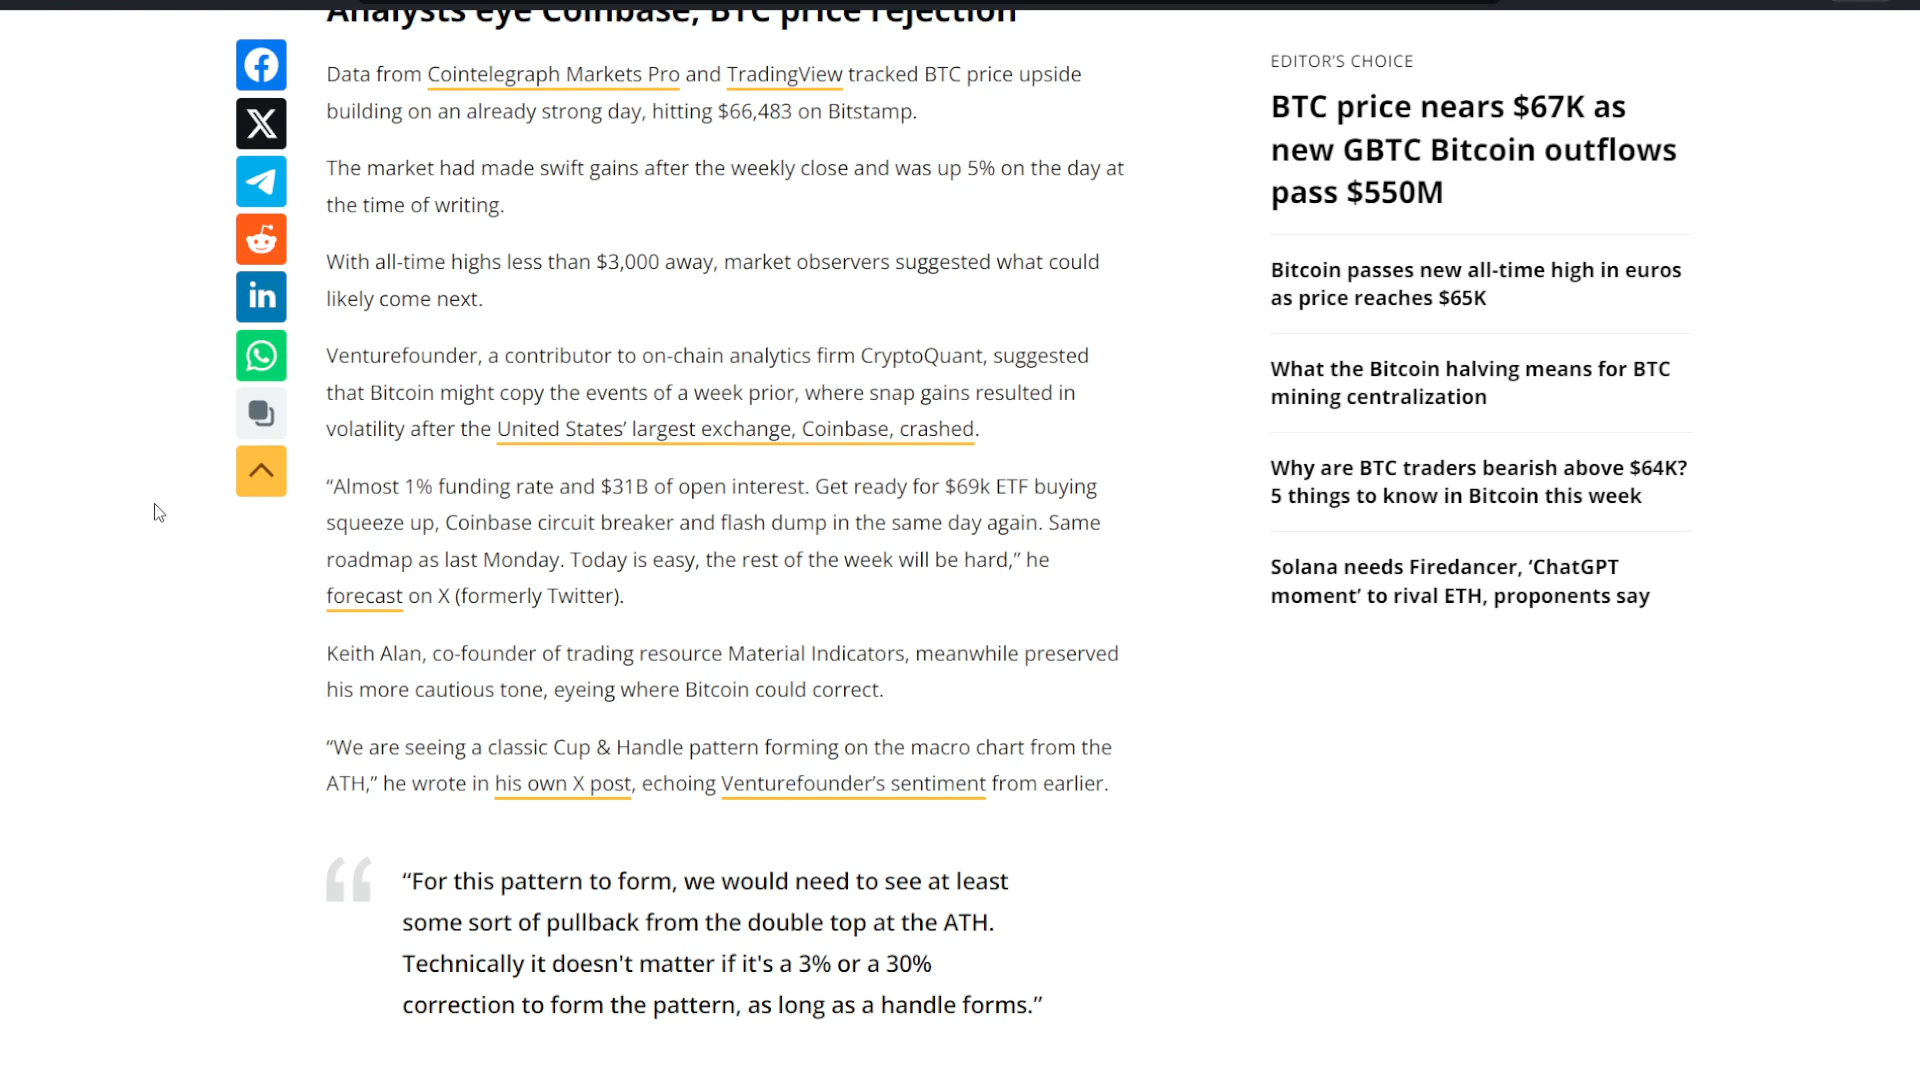 Analysts eye Coinbase, BTC price rejection
Data from Cointelegraph Markets Pro and TradingView tracked BTC price upside
building on an already strong day, hitting $66,483 on Bitstamp.
The market had made swift gains after the weekly close and was up 5% on the day at
the time of writing.
With all-time highs less than $3,000 away, market observers suggested what could
likely come next.
Venturefounder, a contributor to on-chain analytics firm CryptoQuant, suggested
that Bitcoin might copy the events of a week prior, where snap gains resulted in
volatility after the United States’ largest exchange, Coinbase, crashed.
“Almost 1% funding rate and $31B of open interest. Get ready for $69k ETF buying
squeeze up, Coinbase circuit breaker and flash dump in the same day again. Same
roadmap as last Monday. Today is easy, the rest of the week will be hard,” he
forecast on X (formerly Twitter).
Keith Alan, co-founder of trading resource Material Indicators, meanwhile preserved
his more cautious tone, eyeing where Bitcoin could correct.
“We are seeing a classic Cup & Handle pattern forming on the macro chart from the
ATH,” he wrote in his own X post, echoing Venturefounder’s sentiment from earlier.
“For this pattern to form, we would need to see at least
some sort of pullback from the double top at the ATH.
Technically it doesn't matter if it's a 3% or a 30%
correction to form the pattern, as long as a handle forms.”
EDITOR’S CHOICE
BTC price nears $67K as
new GBTC Bitcoin outflows
pass $550M
Bitcoin passes new all-time high in euros
as price reaches $65K
What the Bitcoin halving means for BTC
mining centralization
Why are BTC traders bearish above $64K?
5 things to know in Bitcoin this week
Solana needs Firedancer, ‘ChatGPT
moment’ to rival ETH, proponents say